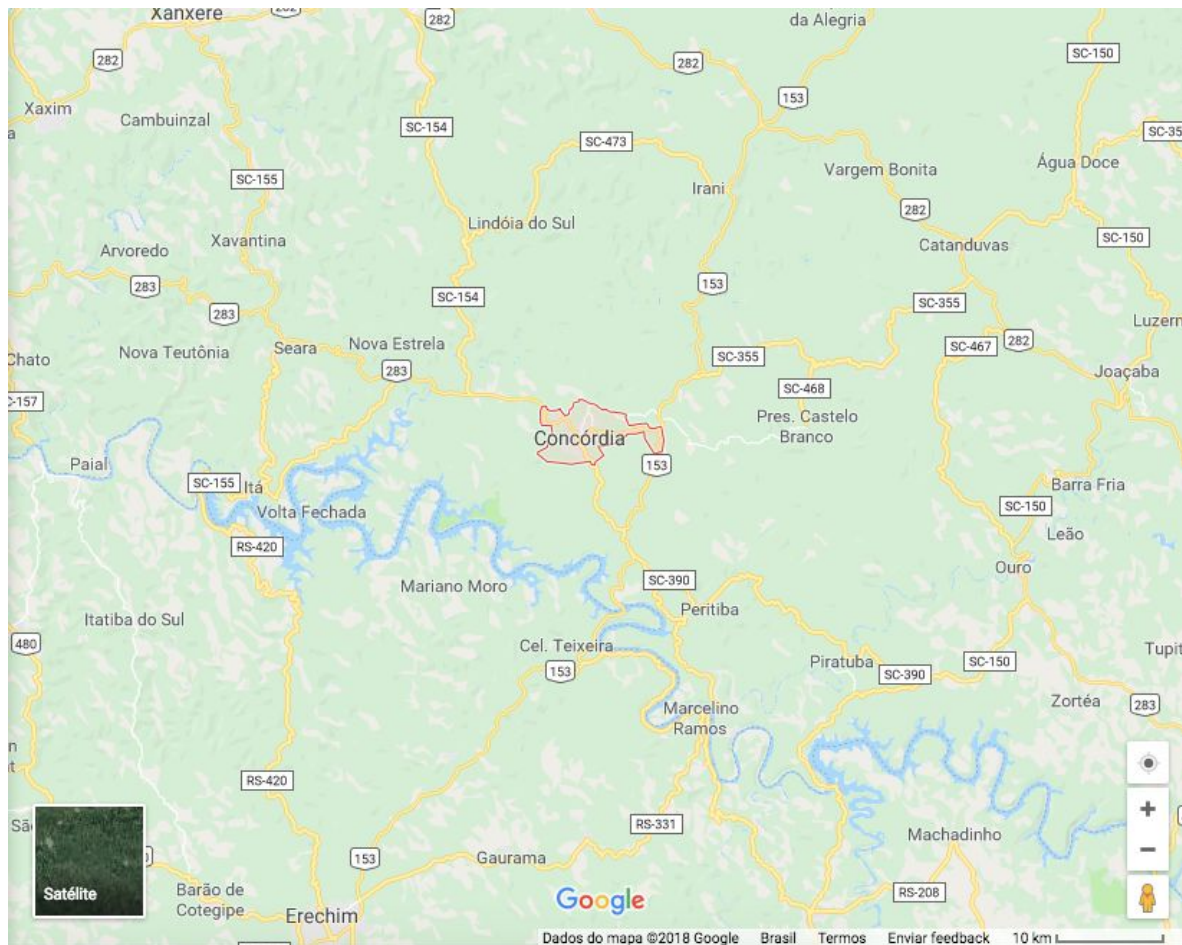 Xanxerê
282
282
da Alegria
SC-150
282
282
153
Xaxim
Cambuinzal
SC-154
SC-473
SC-155
Irani
Vargem Bonita
Água Doce
282
Lindóia do Sul
Xavantina
Arvoredo
Catanduvas
SC-150
283
SC-154
153
283
SC-355
Luzern
Chato
Nova Teutônia
Seara
Nova Estrela
SC-355
SC-467
282
283
Joaçaba
SC-468
Pres. Castelo
Branco
Concórdia
153
Paial
SC-155
Itá
Volta Fechada
Barra Fria
SC-150
Leão
RS-420
Ouro
SC-390
Mariano Moro
Peritiba
Itatiba do Sul
480
Cel. Teixeira
153
Piratuba
SC-150
SC-390
Tupit
Zortéa
283
Marcelino
Ramos
RS-420
RS-331
Machadinho
153
Gaurama
Satélite
Barão de
Cotegipe
RS-208
Erechim
Google
Dados do mapa ©2018 Google Brasil Termos Enviar feedback 10 km